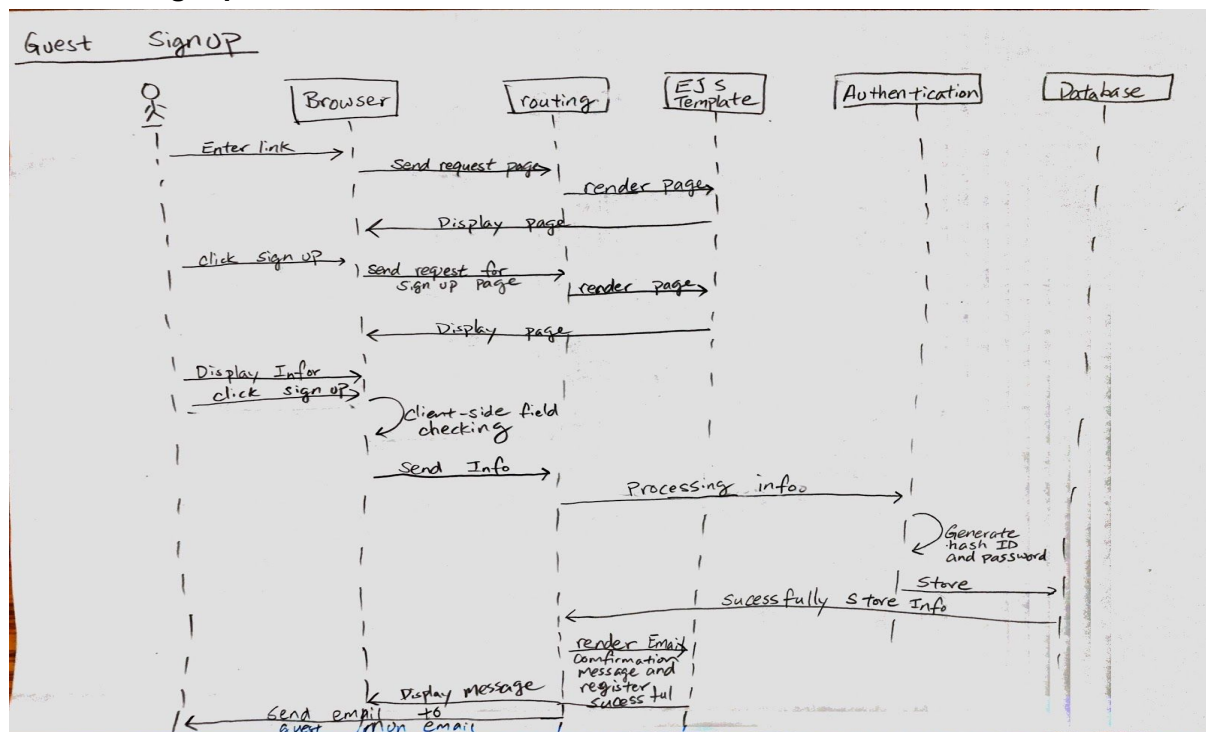 Guest SignUP
Browser
routing
EJS
Template
Authentication
Database
Enter link
Send request page
render page
Display page
click sign up
send request for
sign up page
render page
Display page
Display Infor
click sign up
Client-side field
checking
Send Info
Processing info
Generate
hash ID
and password
Store
Sucessfully Store Info
render Email
Comfirmation
message and
register
sucessful
Display message
Send email to
guest email